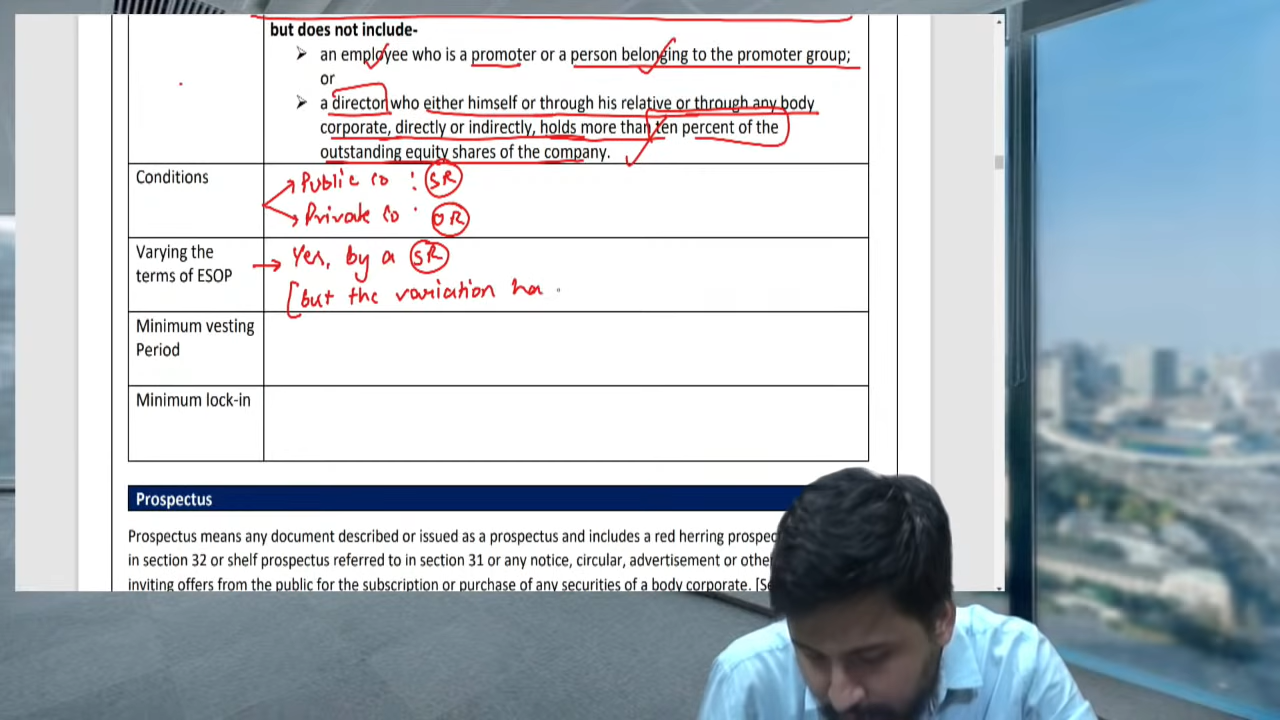 but does not include-
➢ an employee who is a promoter or a person belonging to the promoter group;
or
➢ a director who either himself or through his relative or through any body
corporate, directly or indirectly, holds more than ten percent of the
outstanding equity shares of the company.
Conditions
Public co : SR
Private co : OR
Varying the
terms of ESOP
→ Yes, by a SR
[but the variation ha
Minimum vesting
Period
Minimum lock-in
Prospectus
Prospectus means any document described or issued as a prospectus and includes a red herring prospec
in section 32 or shelf prospectus referred to in section 31 or any notice, circular, advertisement or othe
inviting offers from the public for the subscription or purchase of any securities of a body corporate. [Se